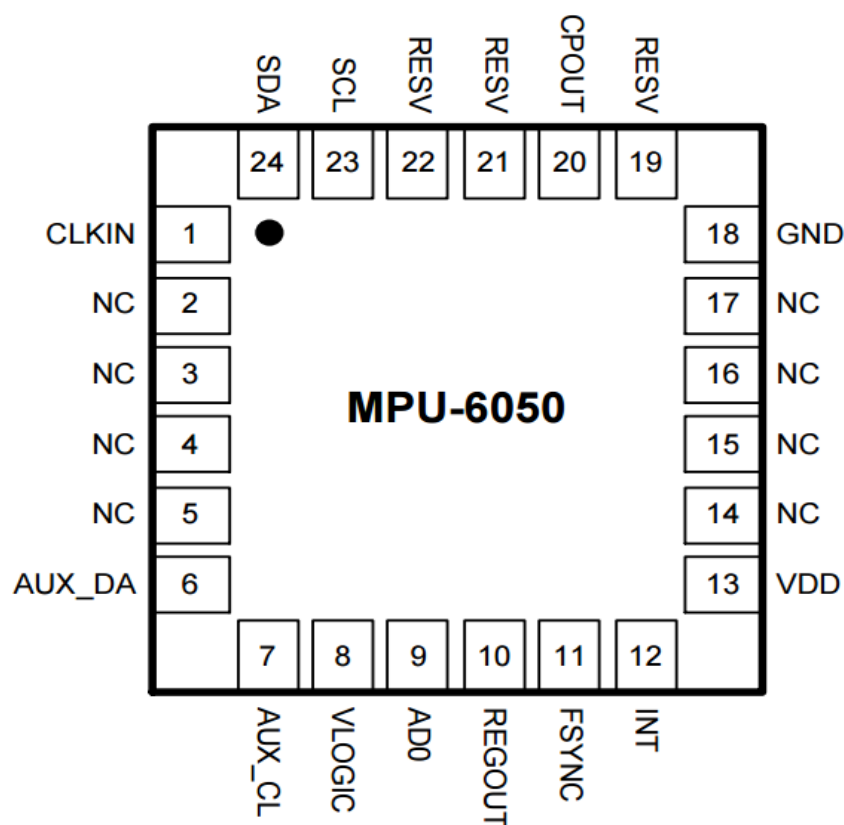 SDA SCL RESV RESV CPOUT RESV
24 23 22 21 20 19
CLKIN 1 18 GND
NC 2 17 NC
NC 3 16 NC
MPU-6050
NC 4 15 NC
NC 5 14 NC
AUX_DA 6 13 VDD
7 8 9 10 11 12
AUX_CL VLOGIC AD0 REGOUT FSYNC INT